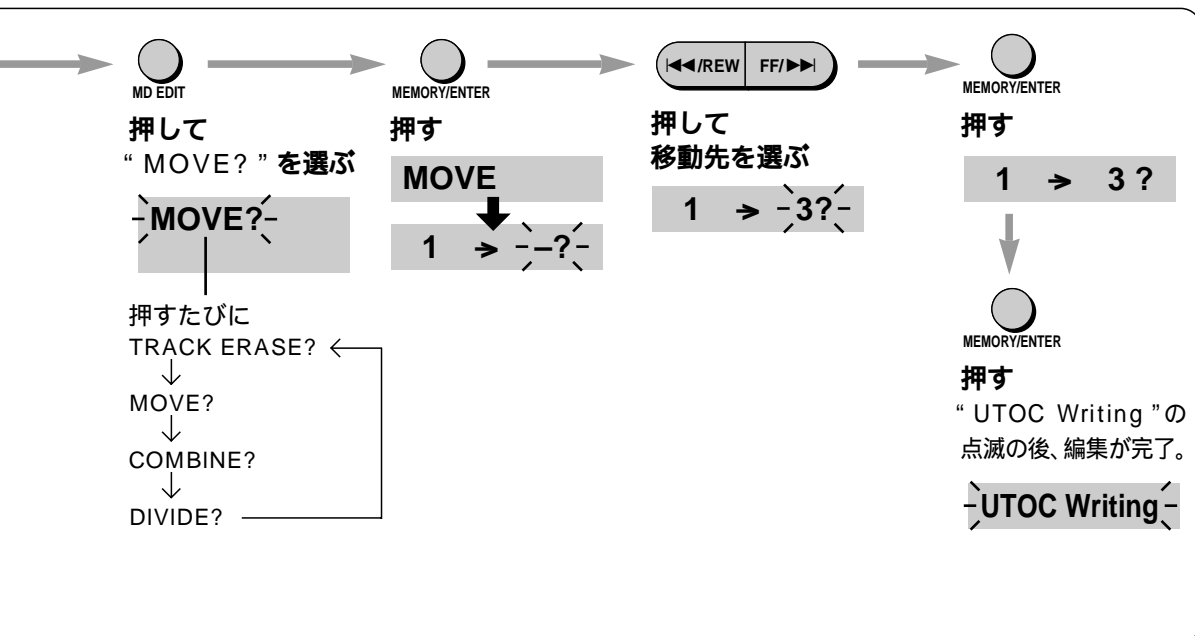 MD EDIT
押して
“ MOVE? ” を選ぶ
MOVE?
押すたびに
TRACK ERASE?
MOVE?
COMBINE?
DIVIDE?
MEMORY/ENTER
押す
MOVE
1 → –?
/REW FF/
押して
移動先を選ぶ
1 → 3?
MEMORY/ENTER
押す
1 → 3 ?
MEMORY/ENTER
押す
“ UTOC Writing ”の
点滅の後、編集が完了。
UTOC Writing